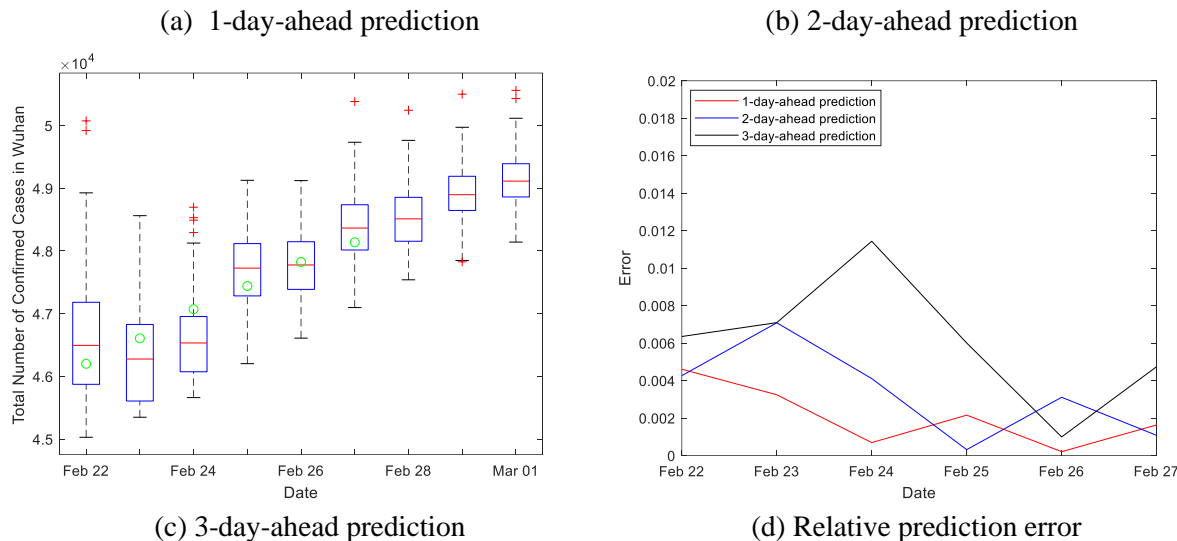 (a) 1-day-ahead prediction
(b) 2-day-ahead prediction
×10⁴
5
4.9
4.8
4.7
4.6
4.5
Total Number of Confirmed Cases in Wuhan
Feb 22
Feb 24
Feb 26
Feb 28
Mar 01
Date
(c) 3-day-ahead prediction
0.02
0.018
0.016
0.014
0.012
0.01
0.008
0.006
0.004
0.002
0
Error
1-day-ahead prediction
2-day-ahead prediction
3-day-ahead prediction
Feb 22
Feb 23
Feb 24
Feb 25
Feb 26
Feb 27
Date
(d) Relative prediction error